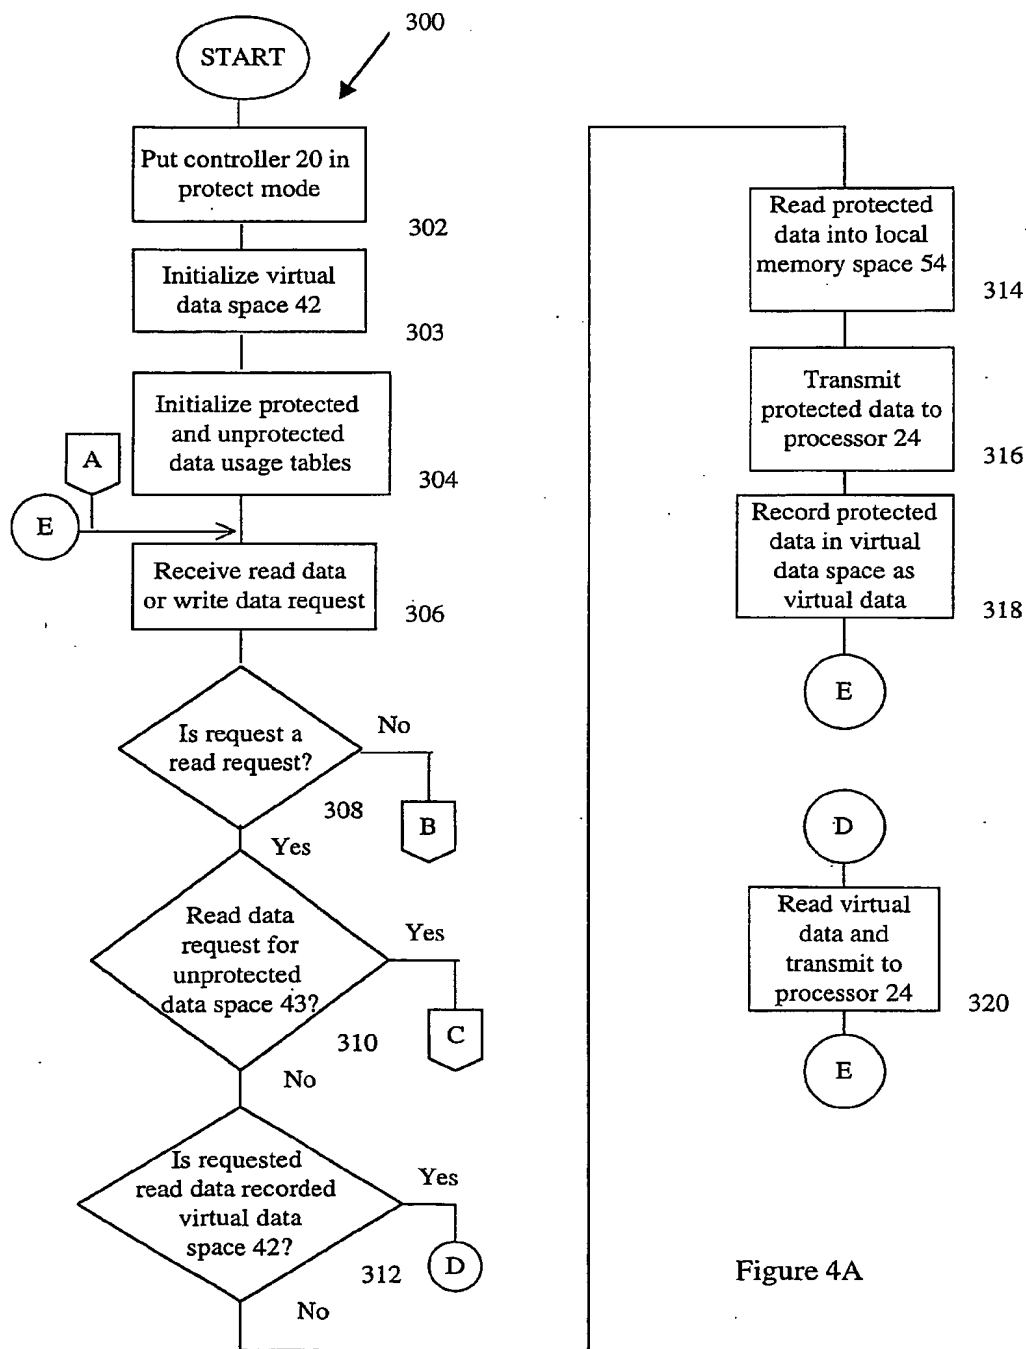 START
300
Put controller 20 in
protect mode
302
Initialize virtual
data space 42
303
Initialize protected
and unprotected
data usage tables
304
A
E
Receive read data
or write data request
306
Is request a
read request?
No
308
B
Yes
Read data
request for
unprotected
data space 43?
Yes
310
C
No
Is requested
read data recorded
virtual data
space 42?
Yes
312
D
No
Read protected
data into local
memory space 54
314
Transmit
protected data to
processor 24
316
Record protected
data in virtual
data space as
virtual data
318
E
D
Read virtual
data and
transmit to
processor 24
320
E
Figure 4A